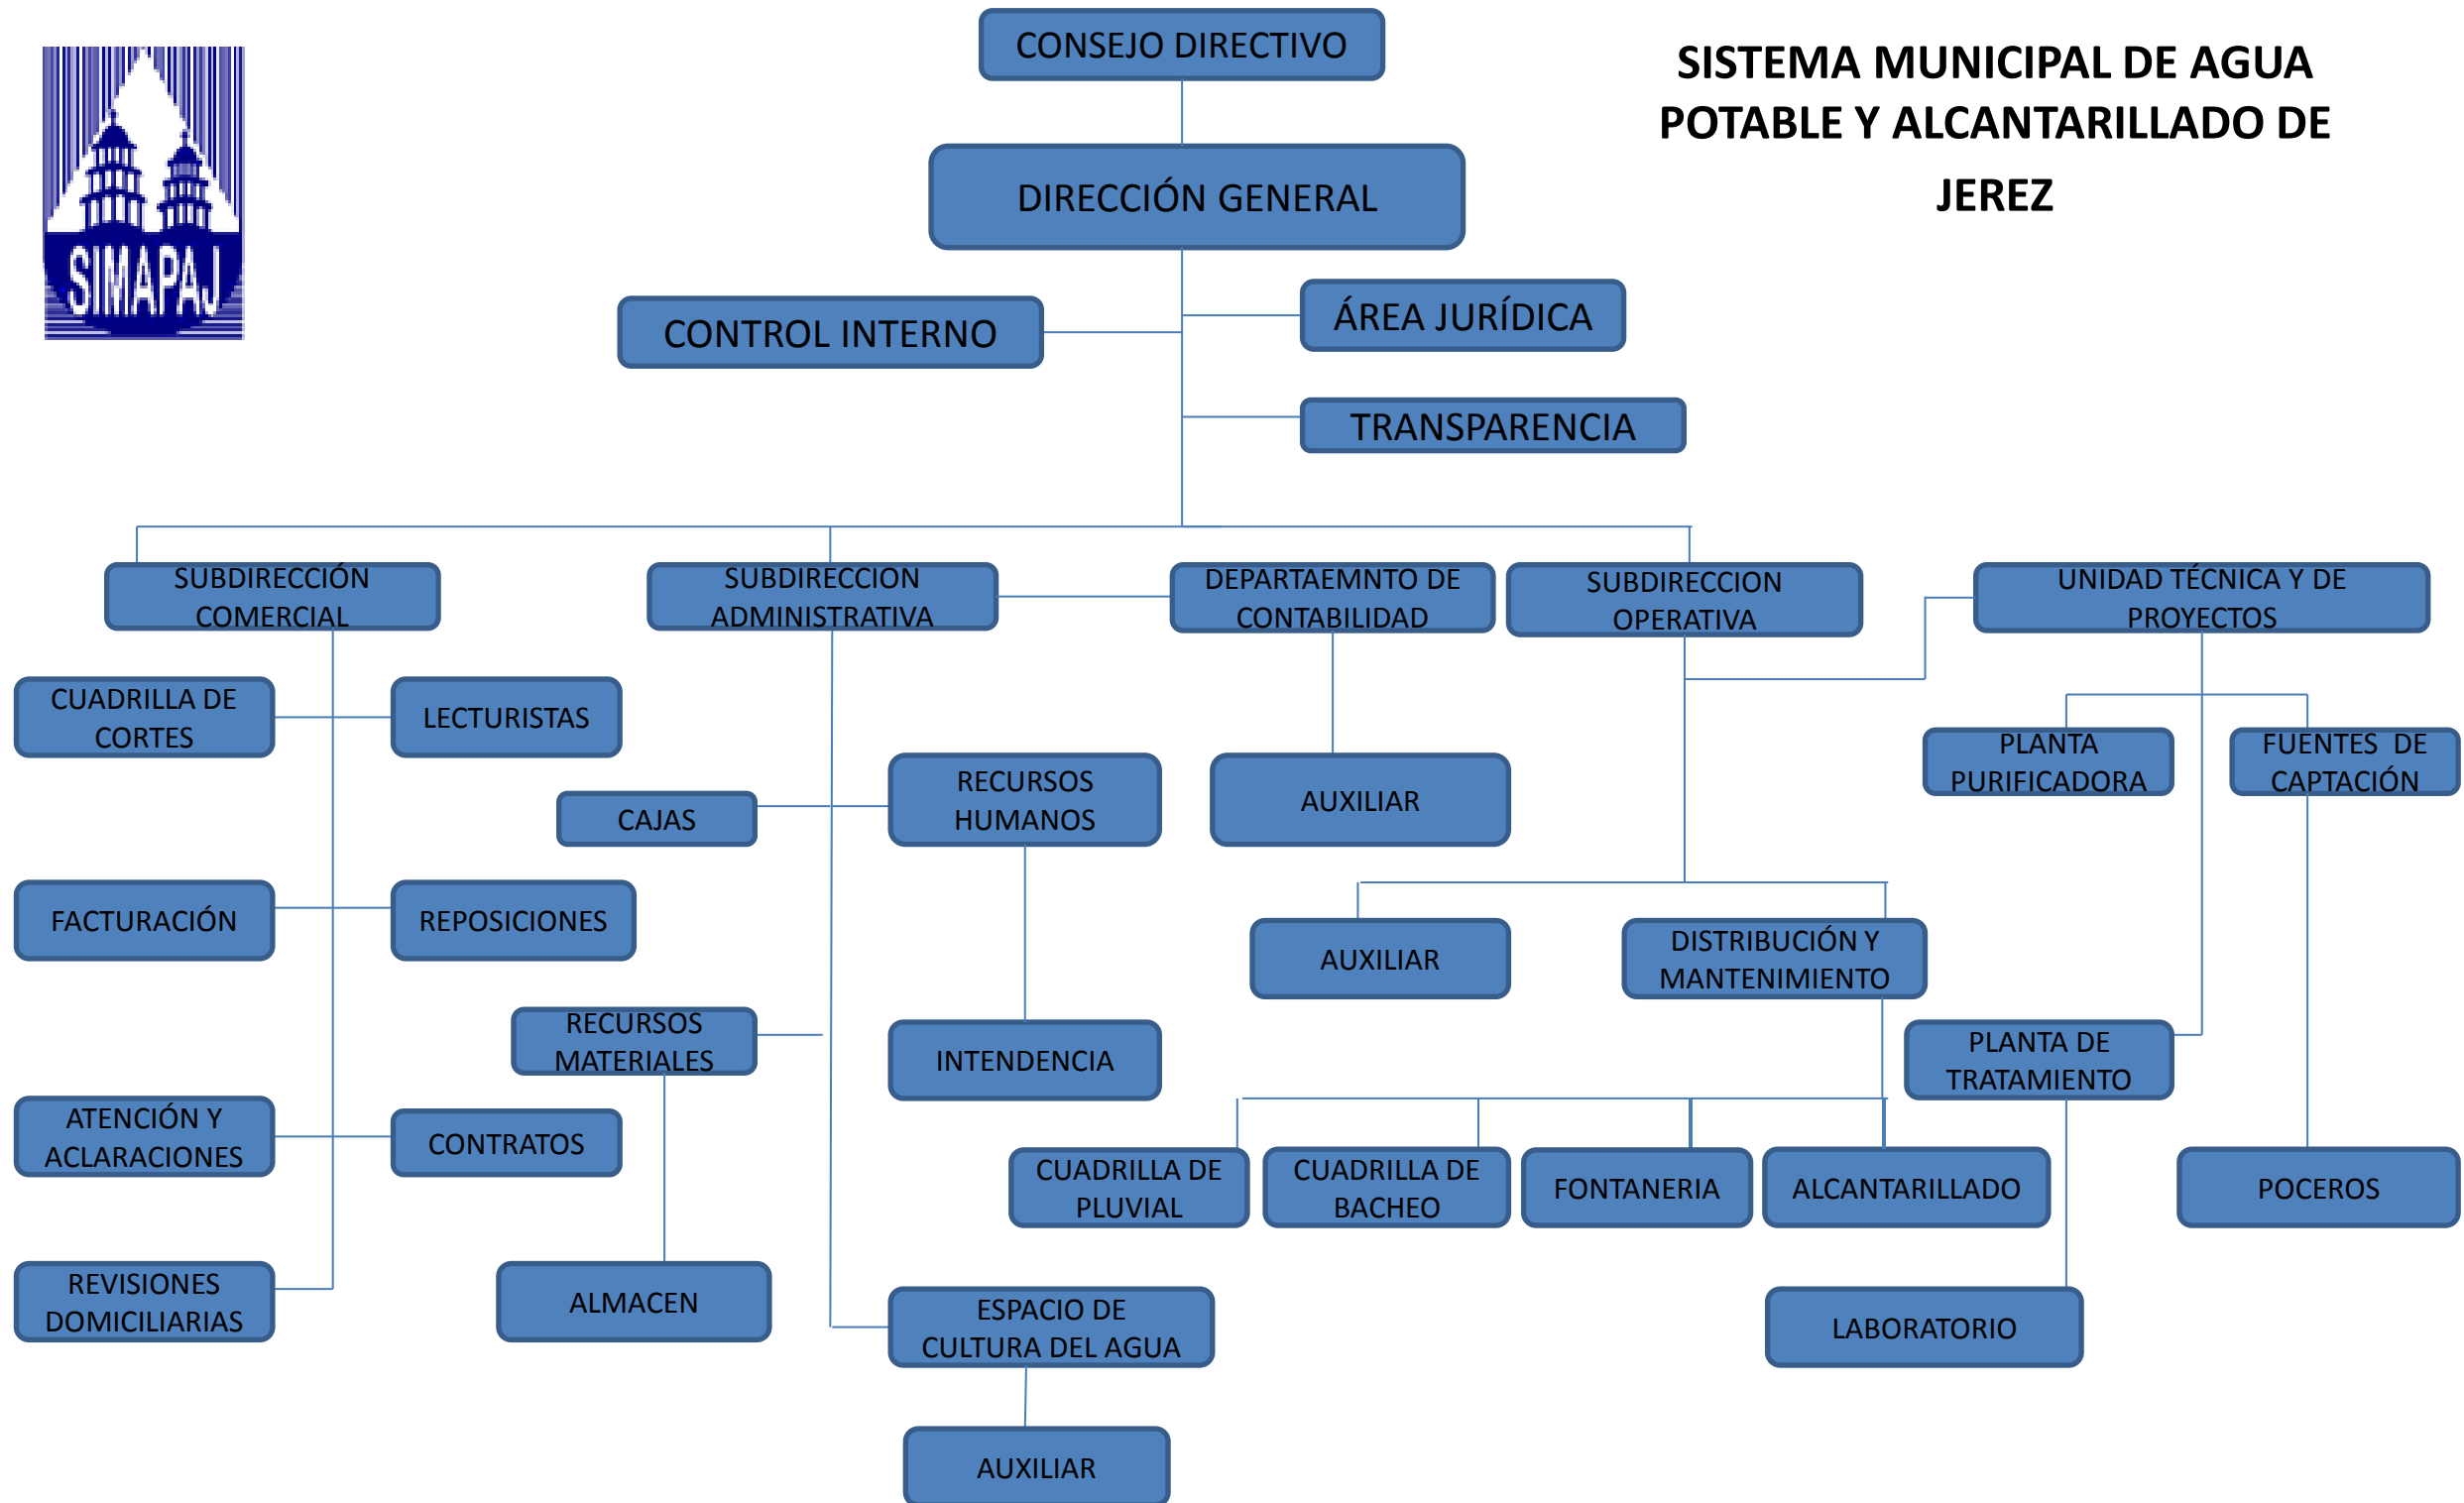 CONSEJO DIRECTIVO
SISTEMA MUNICIPAL DE AGUA
POTABLE Y ALCANTARILLADO DE
JEREZ
SIMAPAJ
DIRECCIÓN GENERAL
ÁREA JURÍDICA
CONTROL INTERNO
TRANSPARENCIA
SUBDIRECCIÓN
COMERCIAL
SUBDIRECCION
ADMINISTRATIVA
DEPARTAEMNTO DE
CONTABILIDAD
SUBDIRECCION
OPERATIVA
UNIDAD TÉCNICA Y DE
PROYECTOS
CUADRILLA DE
CORTES
LECTURISTAS
PLANTA
PURIFICADORA
FUENTES  DE
CAPTACIÓN
CAJAS
RECURSOS
HUMANOS
AUXILIAR
FACTURACIÓN
REPOSICIONES
AUXILIAR
DISTRIBUCIÓN Y
MANTENIMIENTO
RECURSOS
MATERIALES
INTENDENCIA
PLANTA DE
TRATAMIENTO
ATENCIÓN Y
ACLARACIONES
CONTRATOS
CUADRILLA DE
PLUVIAL
CUADRILLA DE
BACHEO
FONTANERIA
ALCANTARILLADO
POCEROS
REVISIONES
DOMICILIARIAS
ALMACEN
ESPACIO DE
CULTURA DEL AGUA
LABORATORIO
AUXILIAR